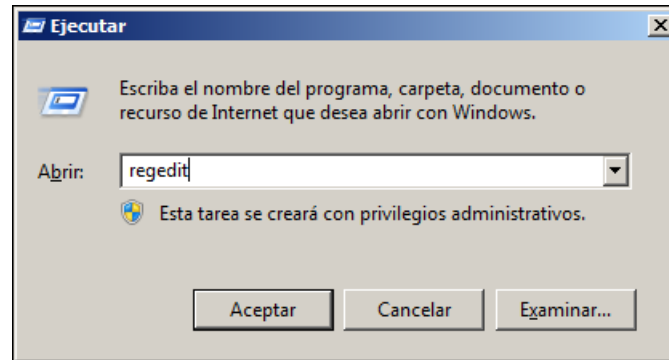 Ejecutar
Escriba el nombre del programa, carpeta, documento o
recurso de Internet que desea abrir con Windows.
Abrir: regedit
Esta tarea se creará con privilegios administrativos.
Aceptar Cancelar Examinar...